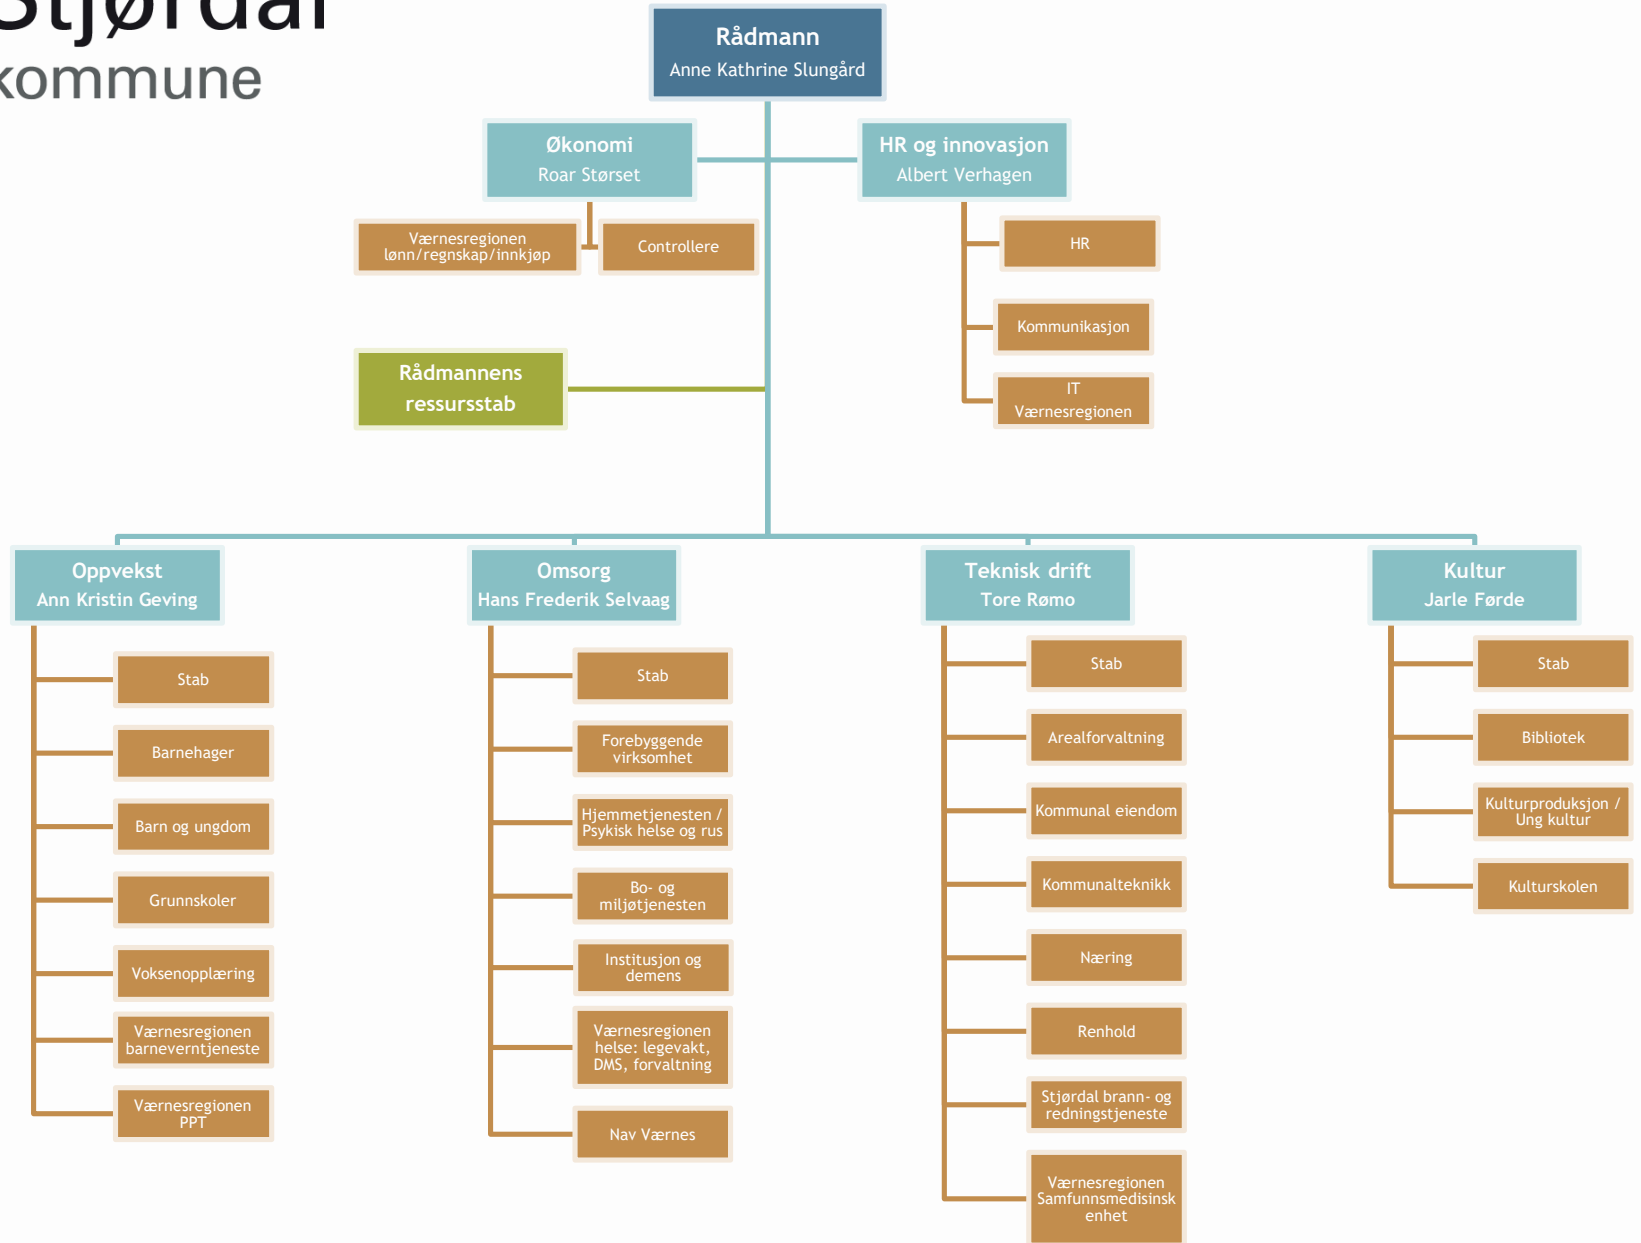 Stjørdal
kommune
Rådmann
Anne Kathrine Slungård
Økonomi
Roar Størset
HR og innovasjon
Albert Verhagen
Værnesregionen
lønn/regnskap/innkjøp
Controllere
HR
Kommunikasjon
IT
Værnesregionen
Rådmannens
ressursstab
Oppvekst
Ann Kristin Geving
Stab
Barnehager
Barn og ungdom
Grunnskoler
Voksenopplæring
Værnesregionen
barneverntjeneste
Værnesregionen
PPT
Omsorg
Hans Frederik Selvaag
Stab
Forebyggende
virksomhet
Hjemmetjenesten /
Psykisk helse og rus
Bo- og
miljøtjenesten
Institusjon og
demens
Værnesregionen
helse: legevakt,
DMS, forvaltning
Nav Værnes
Teknisk drift
Tore Rømo
Stab
Arealforvaltning
Kommunal eiendom
Kommunalteknikk
Næring
Renhold
Stjørdal brann- og
redningstjeneste
Værnesregionen
Samfunnsmedisinsk
enhet
Kultur
Jarle Førde
Stab
Bibliotek
Kulturproduksjon /
Ung kultur
Kulturskolen